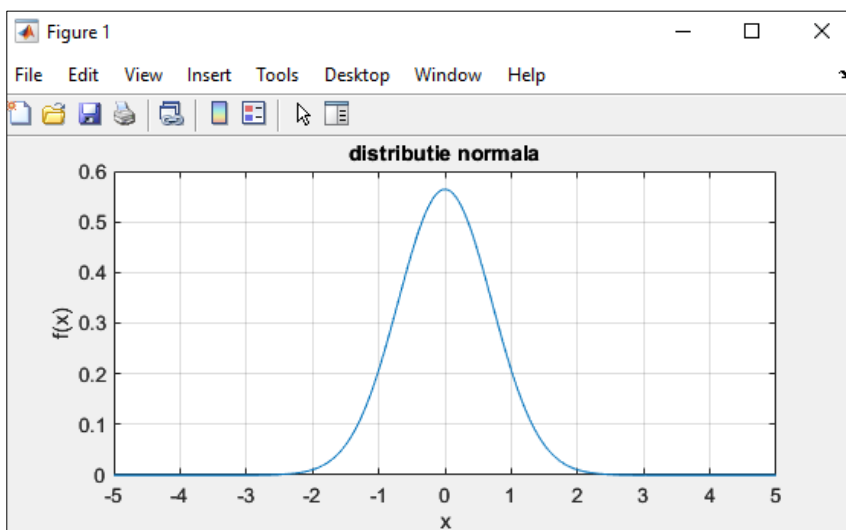 Figure 1
File Edit View Insert Tools Desktop Window Help
distributie normala
0.6
0.5
0.4
0.3
0.2
0.1
0
f(x)
-5 -4 -3 -2 -1 0 1 2 3 4 5
x